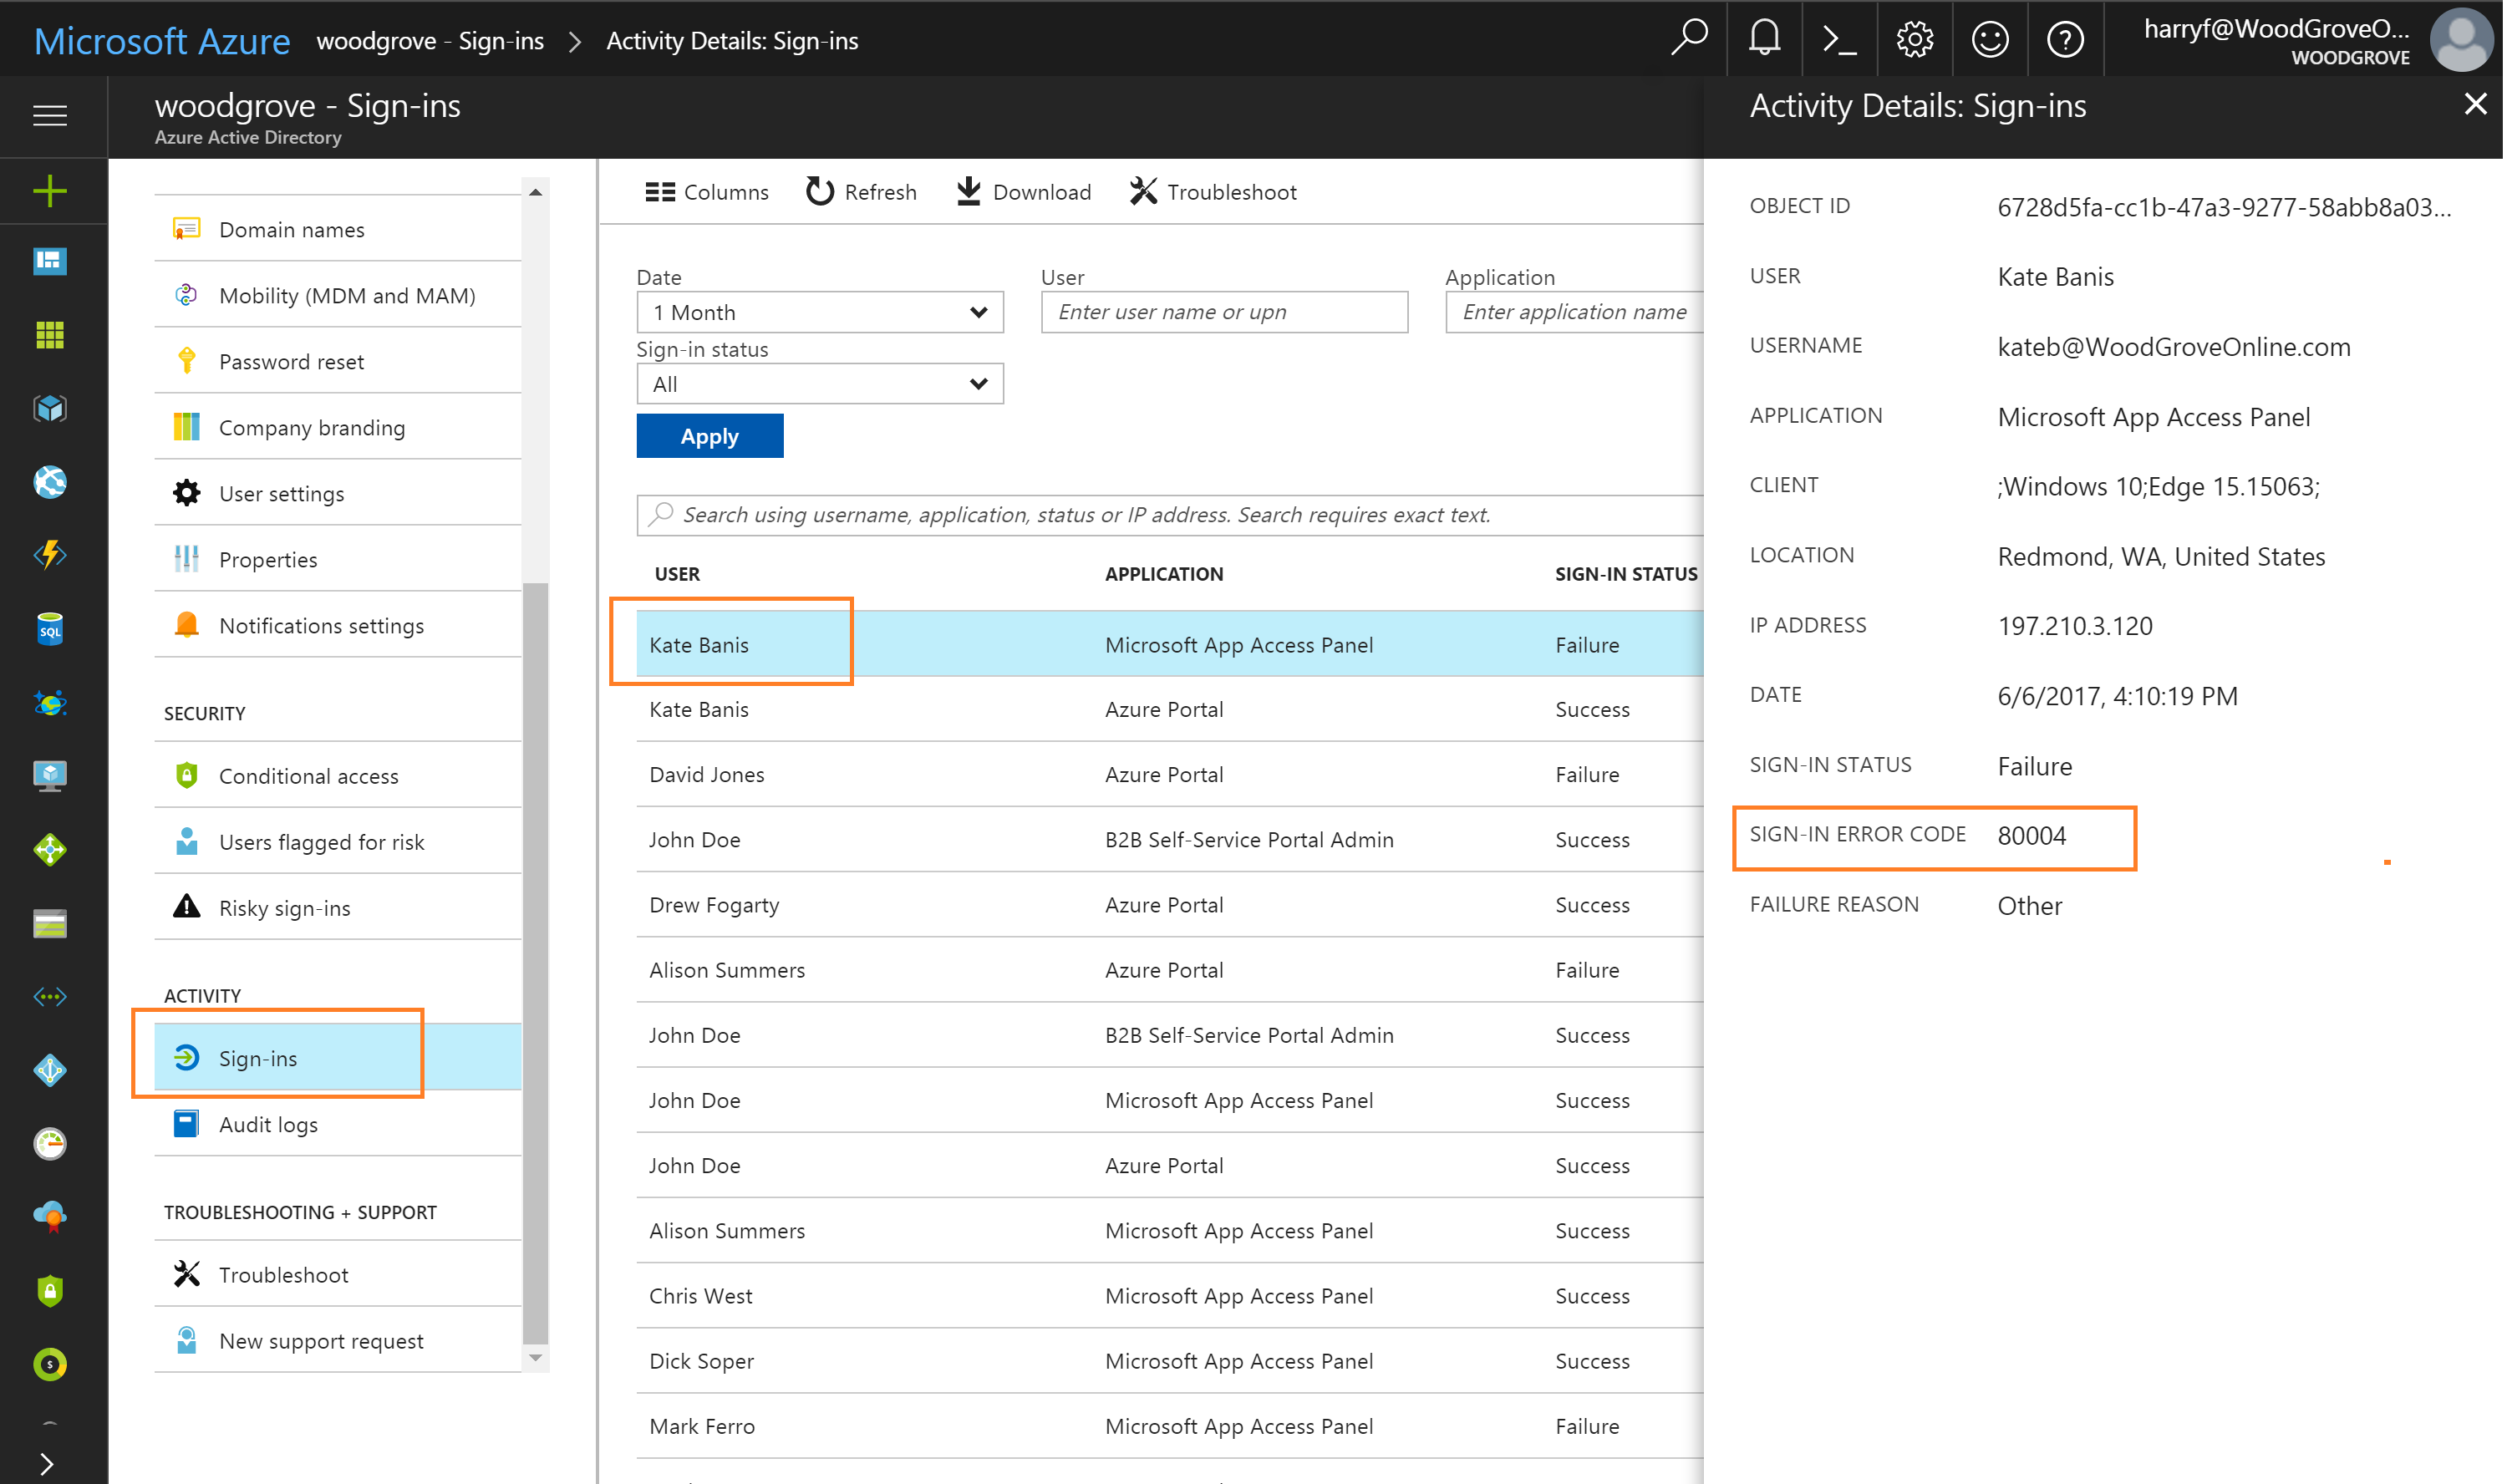 Microsoft Azure woodgrove - Sign-ins > Activity Details: Sign-ins
harryf@WoodGroveO...
WOODGROVE
woodgrove - Sign-ins
Azure Active Directory
Domain names
Mobility (MDM and MAM)
Password reset
Company branding
User settings
Properties
Notifications settings
SECURITY
Conditional access
Users flagged for risk
Risky sign-ins
ACTIVITY
Sign-ins
Audit logs
TROUBLESHOOTING + SUPPORT
Troubleshoot
New support request
SQL
Columns Refresh Download Troubleshoot
Date User Application
1 Month Enter user name or upn Enter application name
Sign-in status
All
Apply
Search using username, application, status or IP address. Search requires exact text.
USER APPLICATION SIGN-IN STATUS
Kate Banis Microsoft App Access Panel Failure
Kate Banis Azure Portal Success
David Jones Azure Portal Failure
John Doe B2B Self-Service Portal Admin Success
Drew Fogarty Azure Portal Success
Alison Summers Azure Portal Failure
John Doe B2B Self-Service Portal Admin Success
John Doe Microsoft App Access Panel Success
John Doe Azure Portal Success
Alison Summers Microsoft App Access Panel Success
Chris West Microsoft App Access Panel Success
Dick Soper Microsoft App Access Panel Success
Mark Ferro Microsoft App Access Panel Failure
Activity Details: Sign-ins
OBJECT ID 6728d5fa-cc1b-47a3-9277-58abb8a03...
USER Kate Banis
USERNAME kateb@WoodGroveOnline.com
APPLICATION Microsoft App Access Panel
CLIENT ;Windows 10;Edge 15.15063;
LOCATION Redmond, WA, United States
IP ADDRESS 197.210.3.120
DATE 6/6/2017, 4:10:19 PM
SIGN-IN STATUS Failure
SIGN-IN ERROR CODE 80004
FAILURE REASON Other